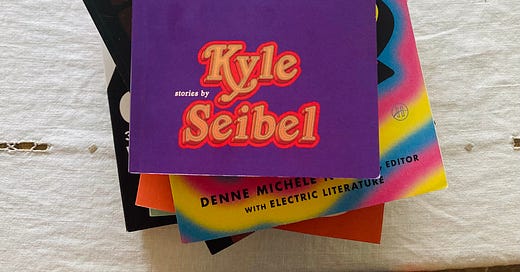 Kyle
stories by
Seibel
DENNE MICHELE
EDITOR
WITH ELECTRIC LITERATURE